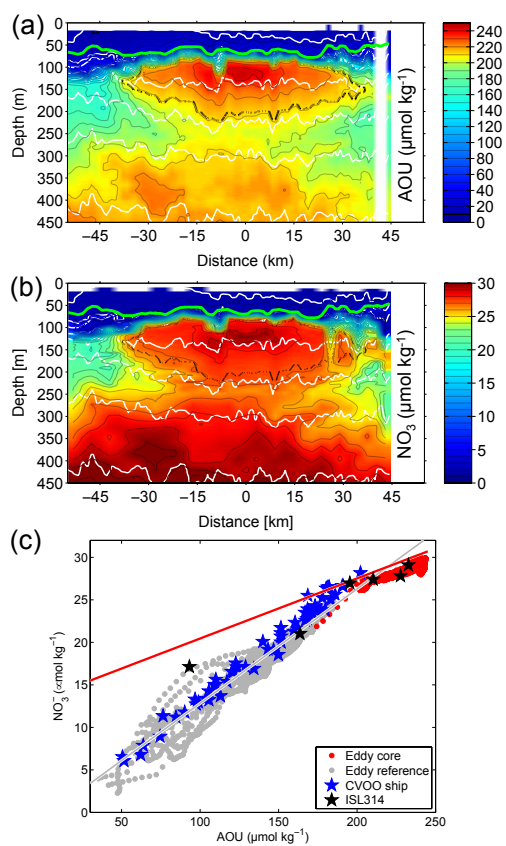 (a)
0
50
100
150
200
250
300
350
400
450
Depth (m)
−45 −30 −15 0 15 30 45
Distance (km)
AOU (μmol kg⁻¹)
240
220
200
180
160
140
120
100
80
60
40
20
0
(b)
0
50
100
150
200
250
300
350
400
450
Depth [m]
−45 −30 −15 0 15 30 45
Distance [km]
NO₃ (μmol kg⁻¹)
30
25
20
15
10
5
0
(c)
30
20
10
0
NO₃ (∝mol kg⁻¹)
50 100 150 200 250
AOU (μmol kg⁻¹)
Eddy core
Eddy reference
CVOO ship
ISL314